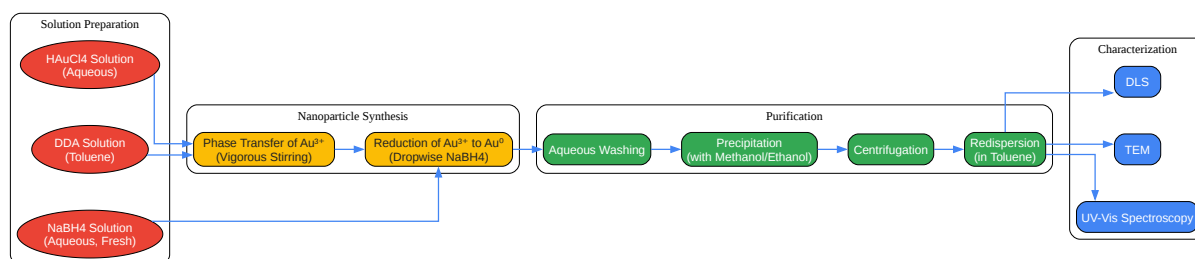 Solution Preparation
HAuCl4 Solution
(Aqueous)
DDA Solution
(Toluene)
NaBH4 Solution
(Aqueous, Fresh)
Nanoparticle Synthesis
Phase Transfer of Au³⁺
(Vigorous Stirring)
Reduction of Au³⁺ to Au⁰
(Dropwise NaBH4)
Purification
Aqueous Washing
Precipitation
(with Methanol/Ethanol)
Centrifugation
Redispersion
(in Toluene)
Characterization
DLS
TEM
UV-Vis Spectroscopy